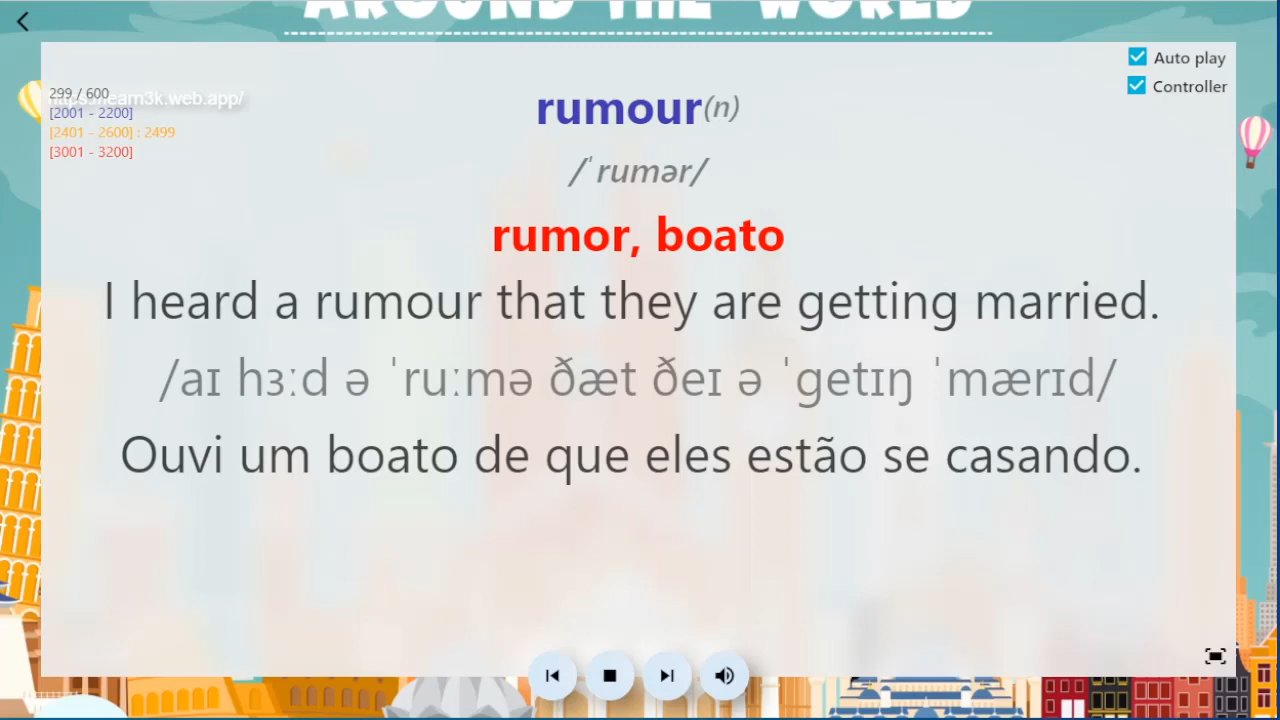 AROUND THE WORLD
Auto play
Controller
299 / 600
https://learn3k.web.app/
[2001 - 2200]
[2401 - 2600] : 2499
[3001 - 3200]
rumour(n)
/ˈrumər/
rumor, boato
I heard a rumour that they are getting married.
/aɪ hɜːd ə ˈruːmə ðæt ðeɪ ə ˈgetɪŋ ˈmærɪd/
Ouvi um boato de que eles estão se casando.